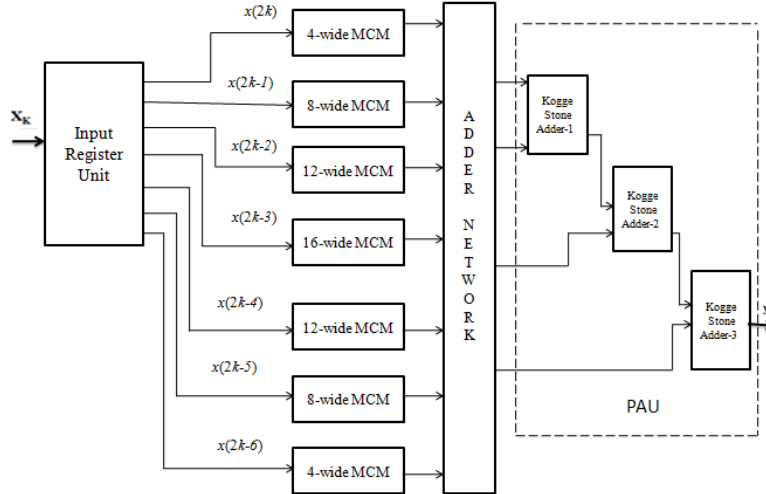 x(2k)
4-wide MCM
x(2k-1)
8-wide MCM
X_K
Input
Register
Unit
x(2k-2)
12-wide MCM
x(2k-3)
16-wide MCM
x(2k-4)
12-wide MCM
x(2k-5)
8-wide MCM
x(2k-6)
4-wide MCM
A
D
D
E
R
N
E
T
W
O
R
K
Kogge
Stone
Adder-1
Kogge
Stone
Adder-2
Kogge
Stone
Adder-3
PAU